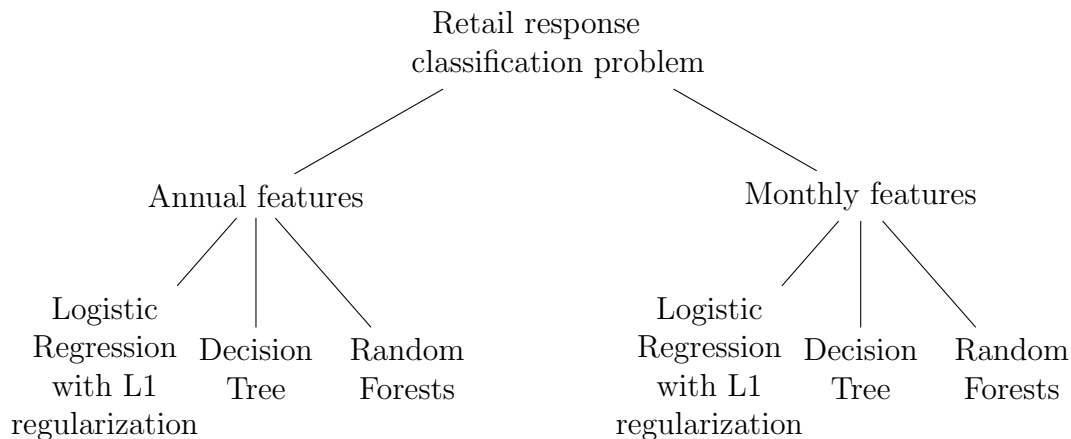 Retail response
classification problem
Annual features
Monthly features
Logistic
Regression
with L1
regularization
Decision
Tree
Random
Forests
Logistic
Regression
with L1
regularization
Decision
Tree
Random
Forests